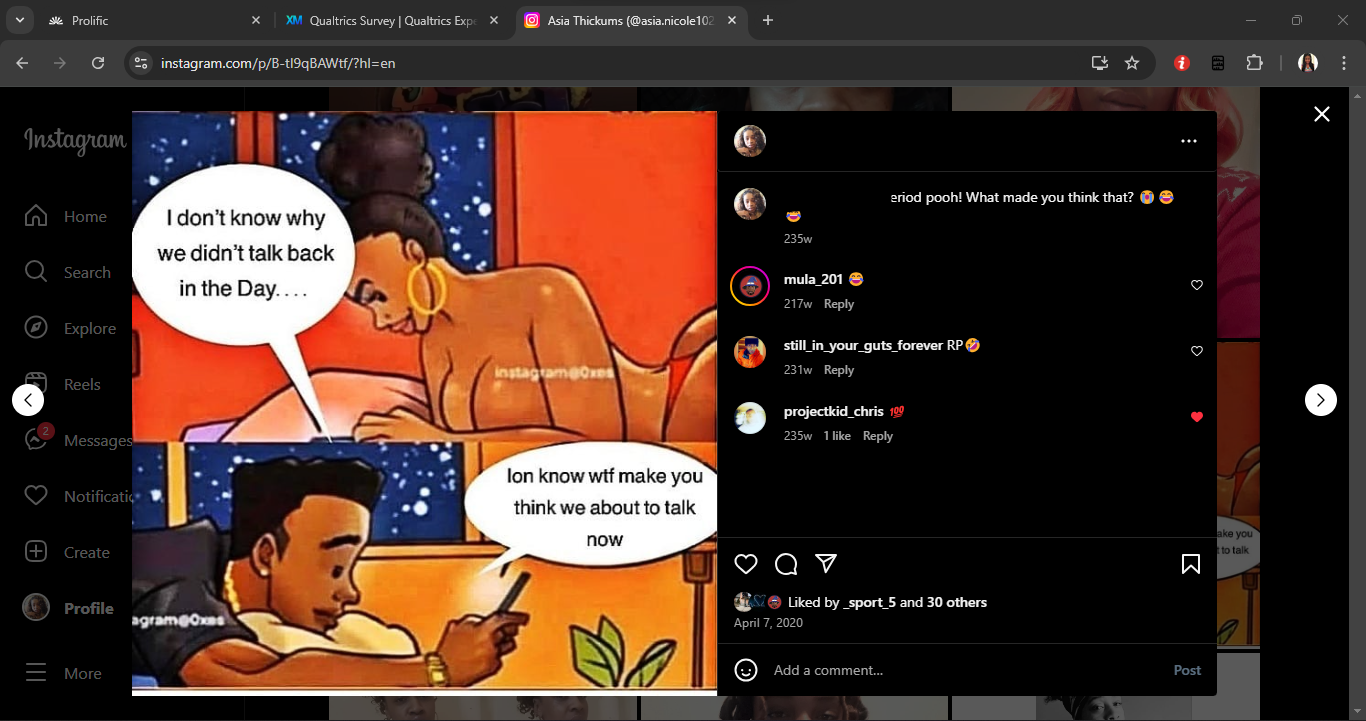 Prolific
Qualtrics Survey | Qualtrics Expe
Asia Thickums (@asia.nicole102
instagram.com/p/B-tI9qBAWtf/?hl=en
Instagram
Home
Search
Explore
Reels
2
Messages
Notificatio
Create
Profile
More
I don't know why
we didn't talk back
in the Day....
instagram@0xes
Ion know wtf make you
think we about to talk
now
agram@0xes
eriod pooh! What made you think that? 😭 😂
😂
235w
mula_201 😂
217w Reply
still_in_your_guts_forever RP🤣
231w Reply
projectkid_chris 💯
235w 1 like Reply
Liked by _sport_5 and 30 others
April 7, 2020
Add a comment...
Post
ake you
t to talk